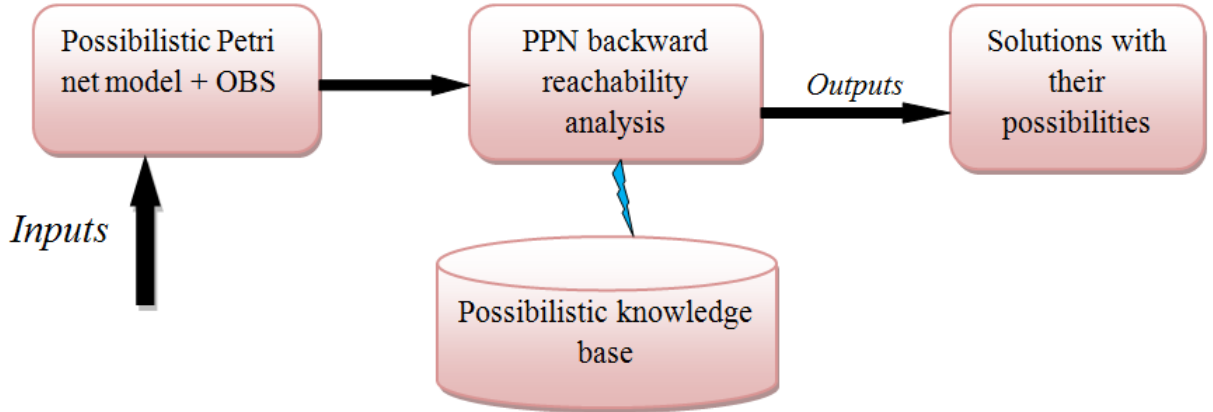 Possibilistic Petri
net model + OBS
PPN backward
reachability
analysis
Outputs
Solutions with
their
possibilities
Inputs
Possibilistic knowledge
base